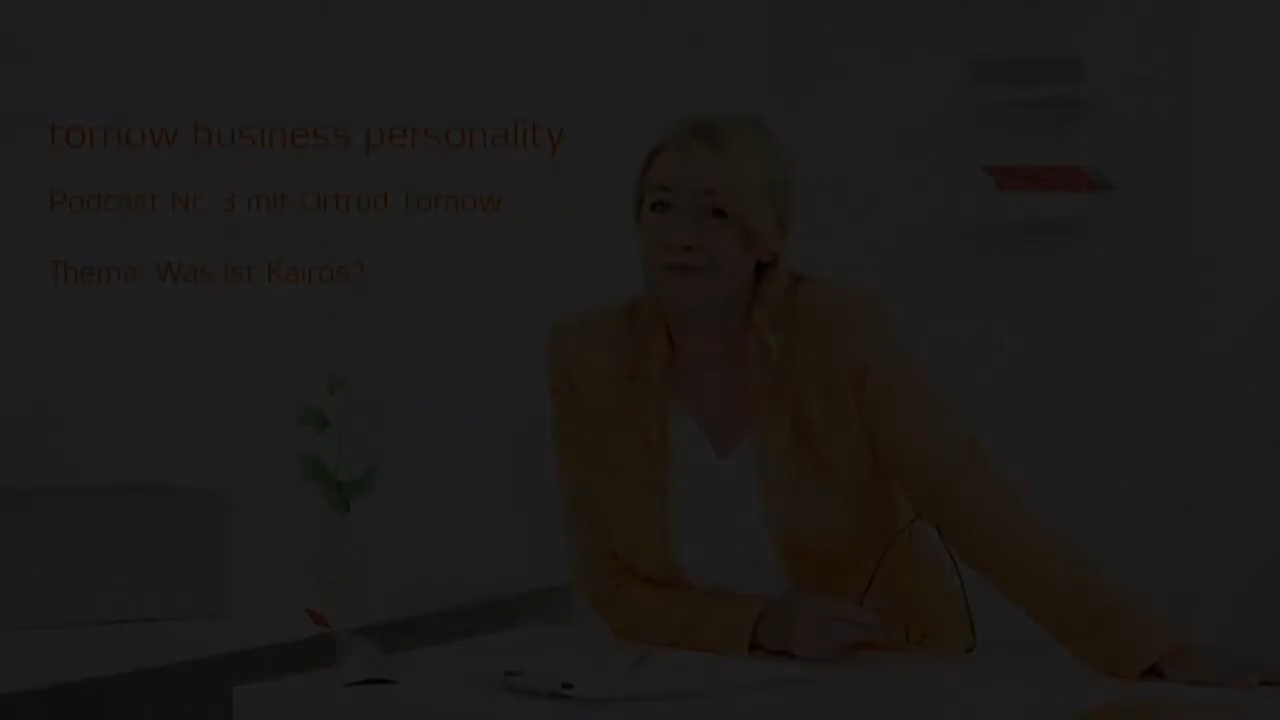 tornow business personality
Podcast Nr. 3 mit Ortrud Tornow
Thema: Was ist Kairos?